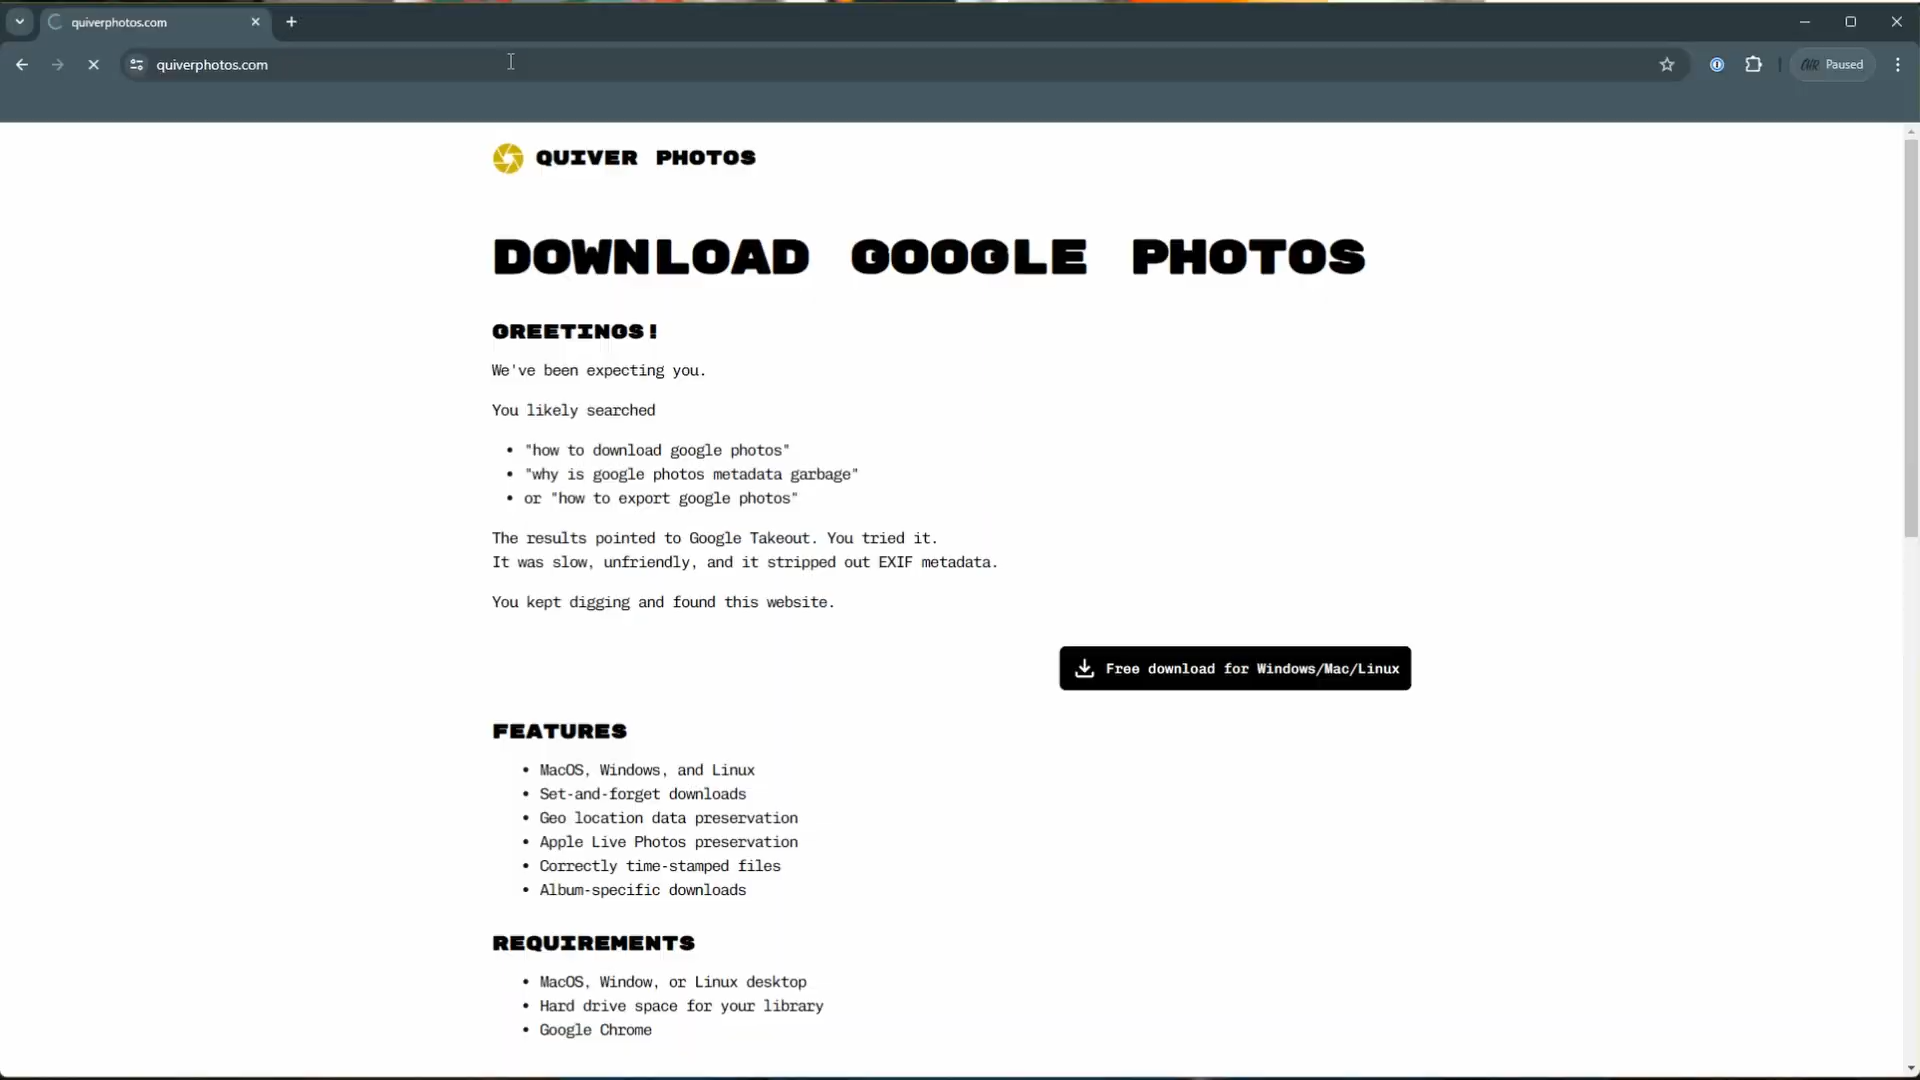 quiverphotos.com
quiverphotos.com
Paused
QUIVER PHOTOS
DOWNLOAD GOOGLE PHOTOS
GREETINGS!
We've been expecting you.
You likely searched
• "how to download google photos"
• "why is google photos metadata garbage"
• or "how to export google photos"
The results pointed to Google Takeout. You tried it.
It was slow, unfriendly, and it stripped out EXIF metadata.
You kept digging and found this website.
Free download for Windows/Mac/Linux
FEATURES
• MacOS, Windows, and Linux
• Set-and-forget downloads
• Geo location data preservation
• Apple Live Photos preservation
• Correctly time-stamped files
• Album-specific downloads
REQUIREMENTS
• MacOS, Window, or Linux desktop
• Hard drive space for your library
• Google Chrome